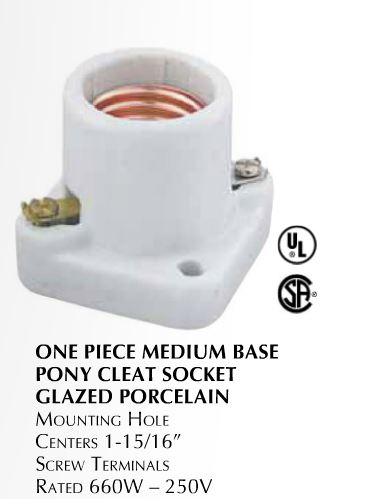 UL
SA
ONE PIECE MEDIUM BASE
PONY CLEAT SOCKET
GLAZED PORCELAIN
MOUNTING HOLE
CENTERS 1-15/16″
SCREW TERMINALS
RATED 660W – 250V